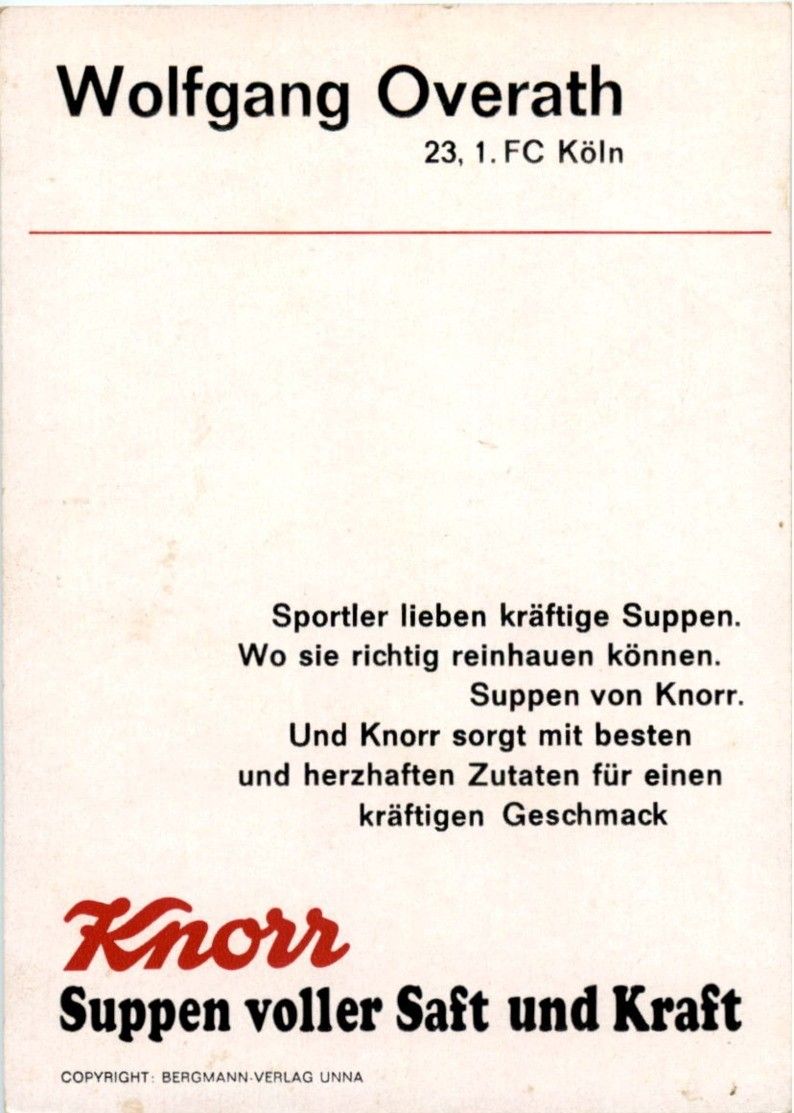 Wolfgang Overath
23, 1. FC Köln
Sportler lieben kräftige Suppen.
Wo sie richtig reinhauen können.
Suppen von Knorr.
Und Knorr sorgt mit besten
und herzhaften Zutaten für einen
kräftigen Geschmack
Knorr
Suppen voller Saft und Kraft
COPYRIGHT: BERGMANN-VERLAG UNNA